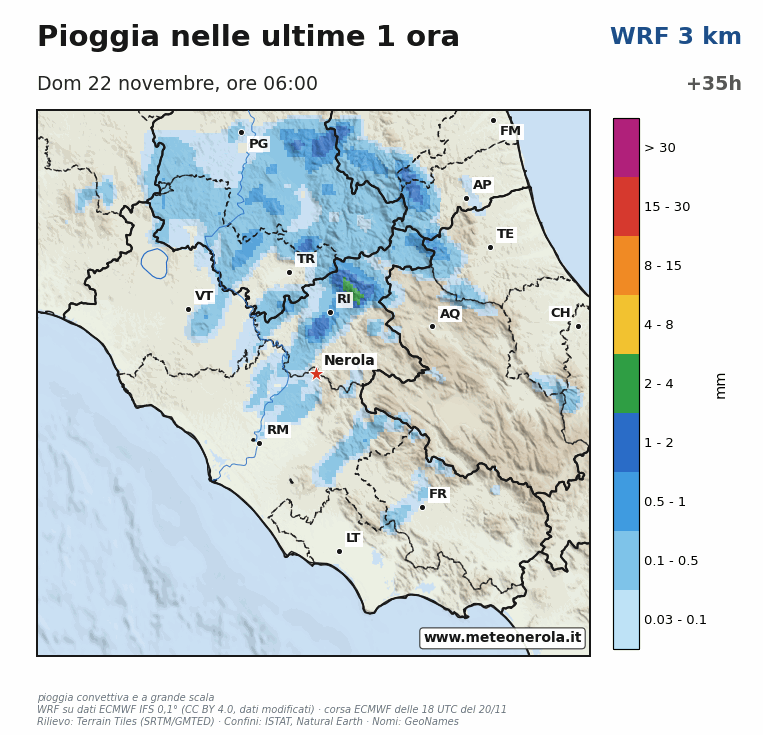 Pioggia nelle ultime 1 ora
WRF 3 km
Dom 22 novembre, ore 06:00
+35h
PG
FM
AP
TE
TR
VT
RI
AQ
CH
Nerola
RM
FR
LT
www.meteonerola.it
> 30
15 - 30
8 - 15
4 - 8
2 - 4
1 - 2
0.5 - 1
0.1 - 0.5
0.03 - 0.1
mm
pioggia convettiva e a grande scala
WRF su dati ECMWF IFS 0,1° (CC BY 4.0, dati modificati) · corsa ECMWF delle 18 UTC del 20/11
Rilievo: Terrain Tiles (SRTM/GMTED) · Confini: ISTAT, Natural Earth · Nomi: GeoNames